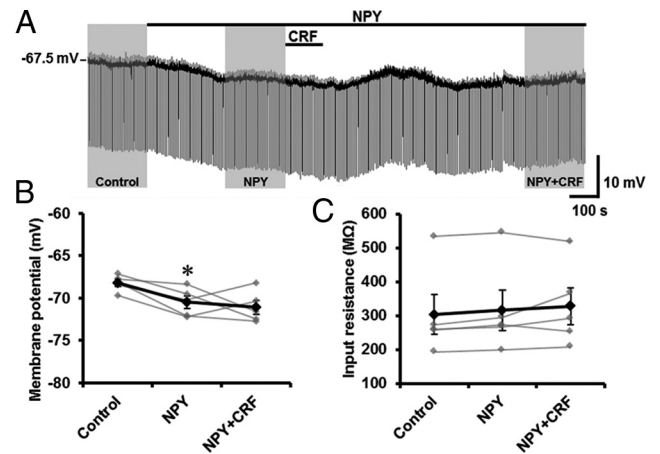 A
NPY
CRF
-67.5 mV
Control
NPY
NPY+CRF
10 mV
100 s
B
Membrane potential (mV)
-60
-65
-70
-75
-80
*
Control
NPY
NPY+CRF
C
Input resistance (MΩ)
600
500
400
300
200
100
Control
NPY
NPY+CRF